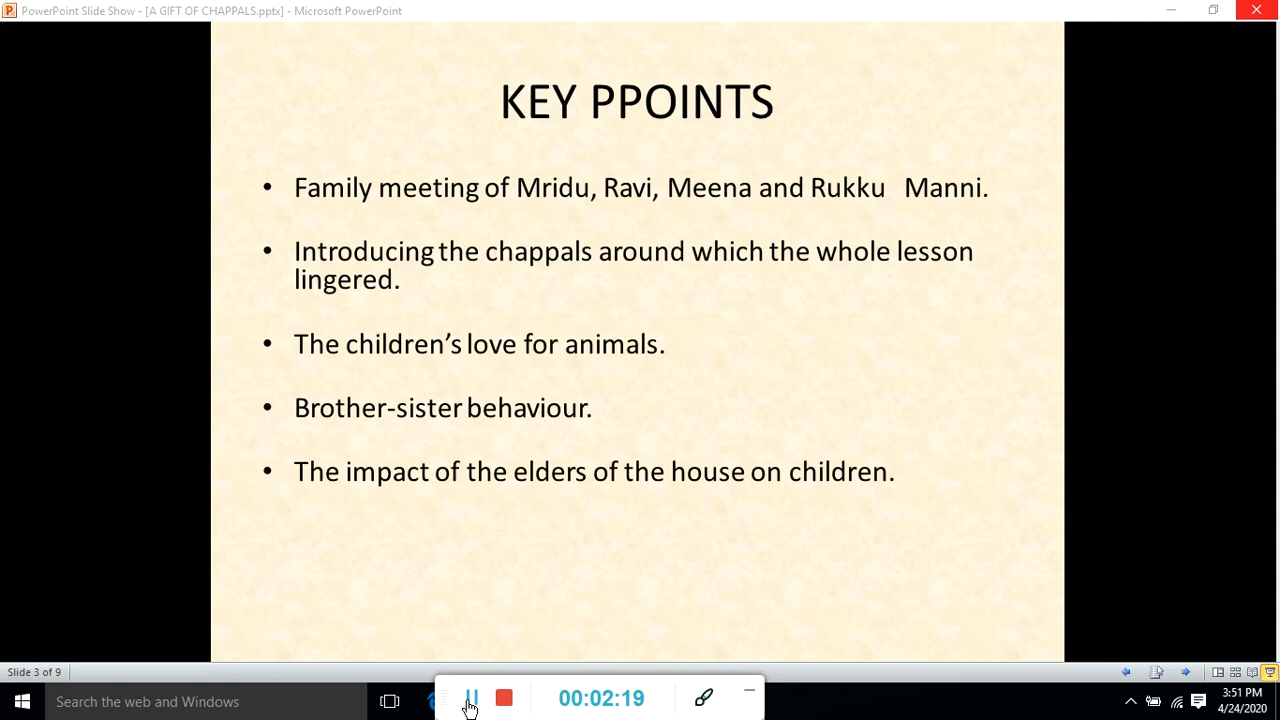 PowerPoint Slide Show - [A GIFT OF CHAPPALS.pptx] - Microsoft PowerPoint
KEY PPOINTS
• Family meeting of Mridu, Ravi, Meena and Rukku Manni.
• Introducing the chappals around which the whole lesson
lingered.
• The children’s love for animals.
• Brother-sister behaviour.
• The impact of the elders of the house on children.
Slide 3 of 9
Search the web and Windows
00:02:19
3:51 PM
4/24/2020